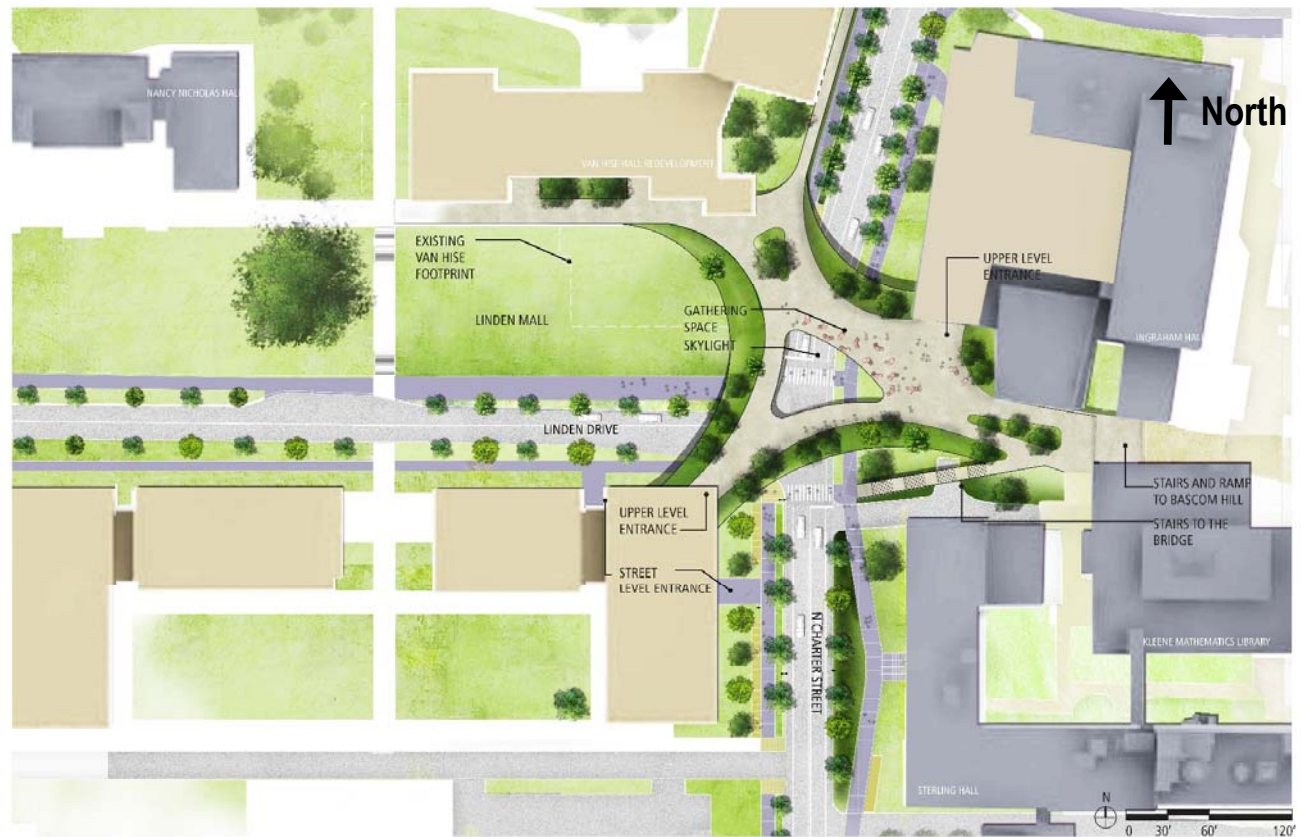 North
NANCY NICHOLAS HALL
VAN HISE HALL REDEVELOPMENT
EXISTING
VAN HISE
FOOTPRINT
UPPER LEVEL
ENTRANCE
GATHERING
SPACE
SKYLIGHT
LINDEN MALL
INGRAHAM HALL
LINDEN DRIVE
STAIRS AND RAMP
TO BASCOM HILL
UPPER LEVEL
ENTRANCE
STAIRS TO THE
BRIDGE
STREET
LEVEL ENTRANCE
N CHARTER STREET
KLEENE MATHEMATICS LIBRARY
STERLING HALL
N
0 30' 60' 120'